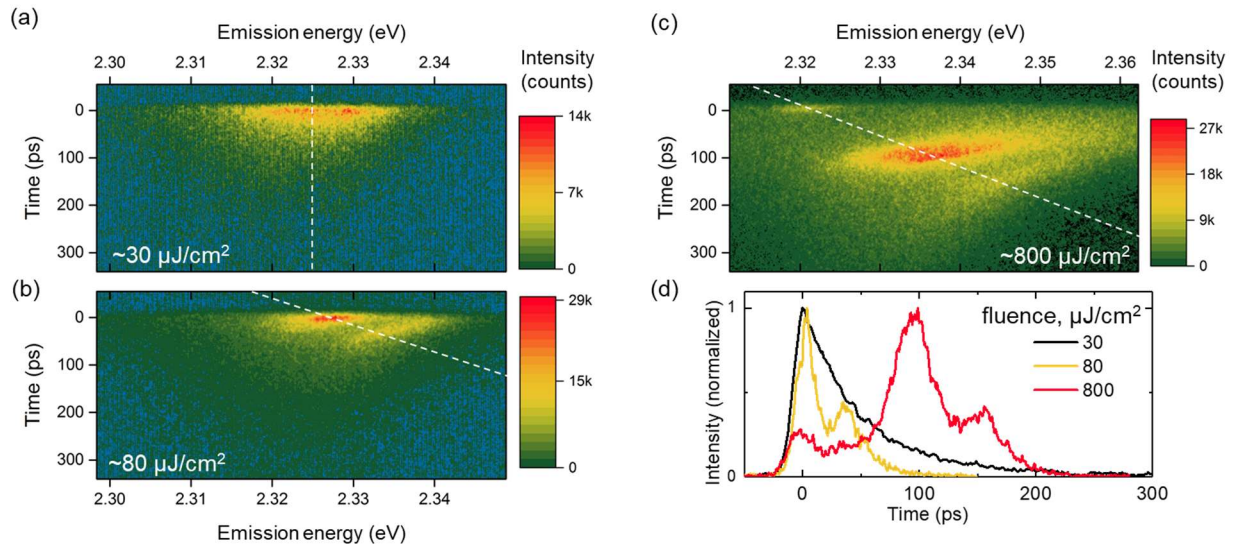 (a)
Emission energy (eV)
2.30 2.31 2.32 2.33 2.34
Intensity
(counts)
Time (ps)
0
100
200
300
~30 µJ/cm²
14k
7k
0
(b)
Time (ps)
0
100
200
300
~80 µJ/cm²
2.30 2.31 2.32 2.33 2.34
Emission energy (eV)
29k
15k
0
(c)
Emission energy (eV)
2.32 2.33 2.34 2.35 2.36
Intensity
(counts)
Time (ps)
0
100
200
300
~800 µJ/cm²
27k
18k
9k
0
(d)
Intensity (normalized)
1
0
fluence, µJ/cm²
30
80
800
0 100 200 300
Time (ps)